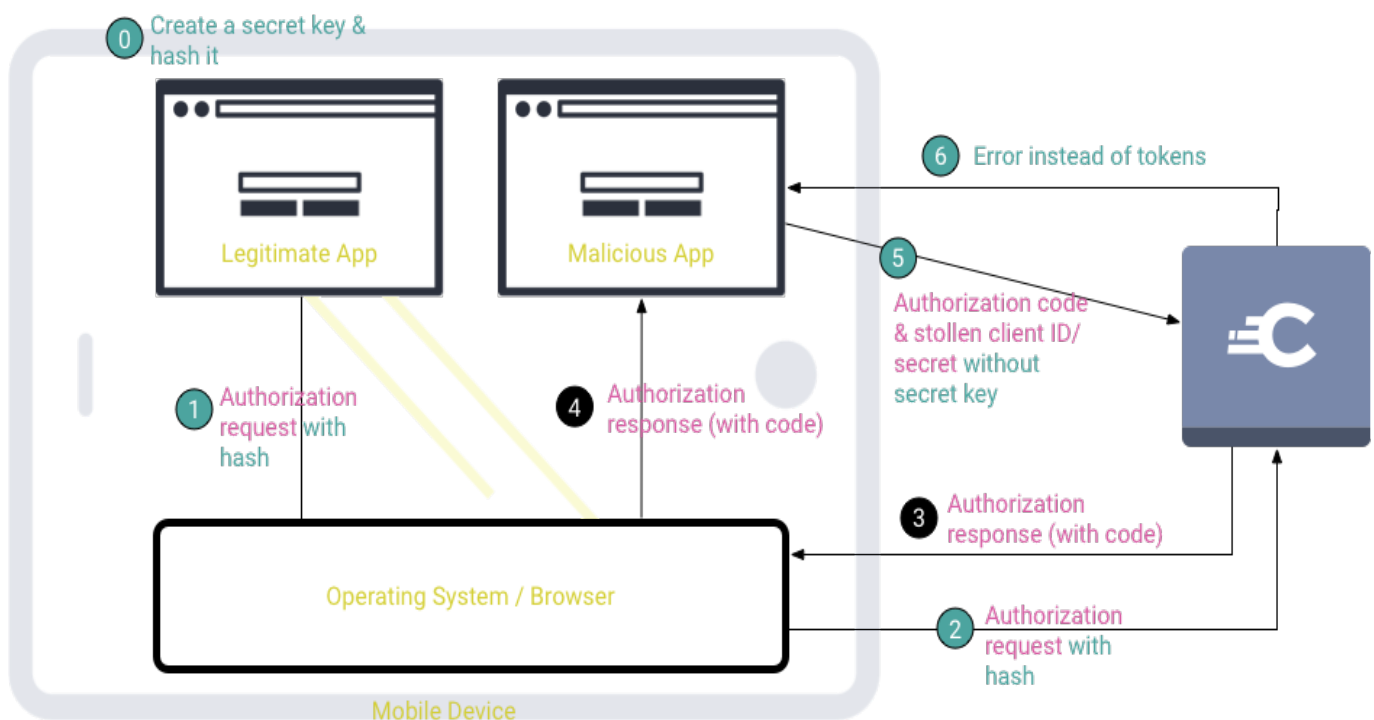 0
Create a secret key &
hash it
Legitimate App
Malicious App
6
Error instead of tokens
5
Authorization code
& stollen client ID/
secret without
secret key
C
1
Authorization
request with
hash
4
Authorization
response (with code)
3
Authorization
response (with code)
Operating System / Browser
2
Authorization
request with
hash
Mobile Device